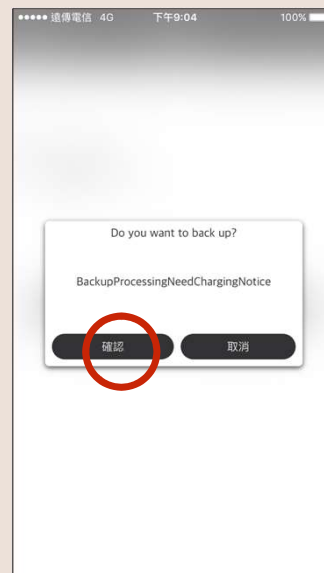 遠傳電信 4G 下午9:04 100%
Do you want to back up?
BackupProcessingNeedChargingNotice
確認 取消